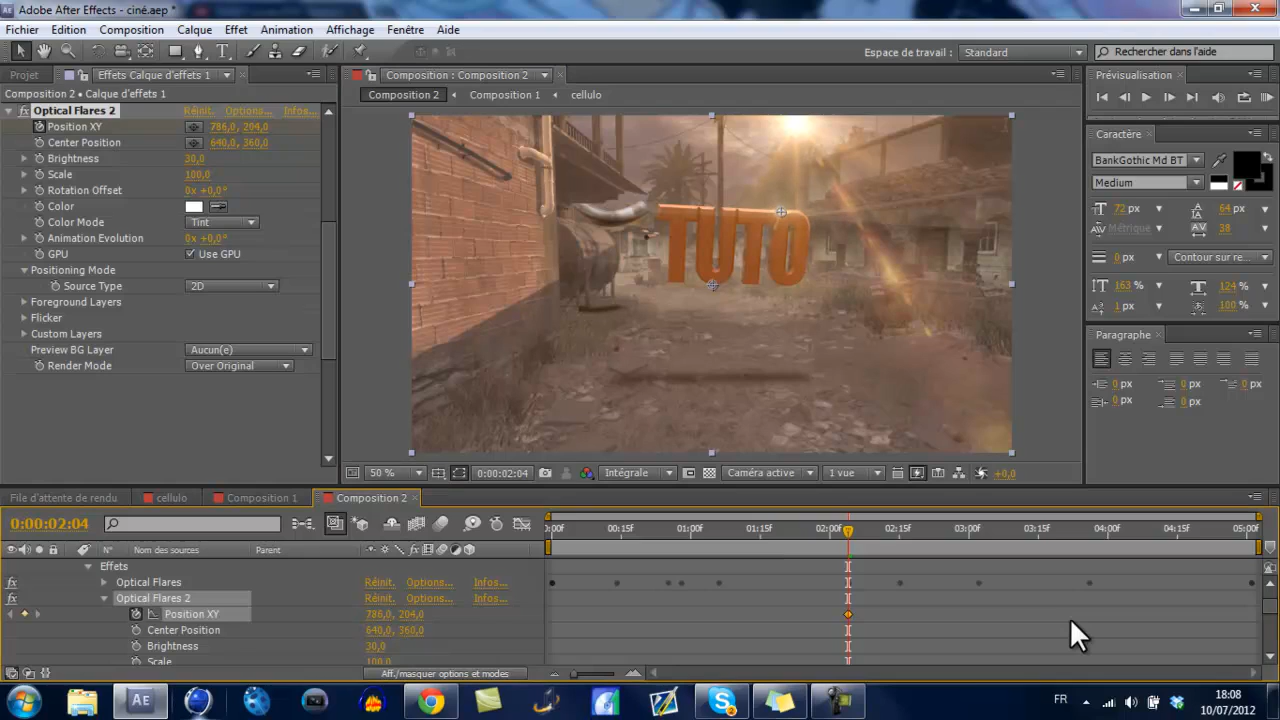 Adobe After Effects - ciné.aep *
Fichier Edition Composition Calque Effet Animation Affichage Fenêtre Aide
Espace de travail : Standard Rechercher dans l'aide
Projet Effets Calque d'effets 1 Composition : Composition 2 Prévisualisation
Composition 2 • Calque d'effets 1 Composition 2 Composition 1 cellulo
Optical Flares 2 Réinit. Options... Infos...
Position XY 786,0, 204,0
Center Position 640,0, 360,0
Brightness 30,0
Scale 100,0
Rotation Offset 0x +0,0°
Color
Color Mode Tint
Animation Evolution 0x +0,0°
GPU Use GPU
Positioning Mode
Source Type 2D
Foreground Layers
Flicker
Custom Layers
Preview BG Layer Aucun(e)
Render Mode Over Original
TUTO
Caractère
BankGothic Md BT
Medium
72 px 64 px
Métrique 38
0 px Contour sur re...
163 % 124 %
1 px 100 %
Paragraphe
0 px 0 px 0 px
0 px 0 px
50 % 0:00:02:04 Intégrale Caméra active 1 vue +0,0
File d'attente de rendu cellulo Composition 1 Composition 2
0:00:02:04
):00f 00:15f 01:00f 01:15f 02:00f 02:15f 03:00f 03:15f 04:00f 04:15f 05:00f
N° Nom des sources Parent
Effets
Optical Flares Réinit. Options... Infos...
Optical Flares 2 Réinit. Options... Infos...
Position XY 786,0, 204,0
Center Position 640,0, 360,0
Brightness 30,0
Scale 100,0
Aff./masquer options et modes
FR 18:08
10/07/2012